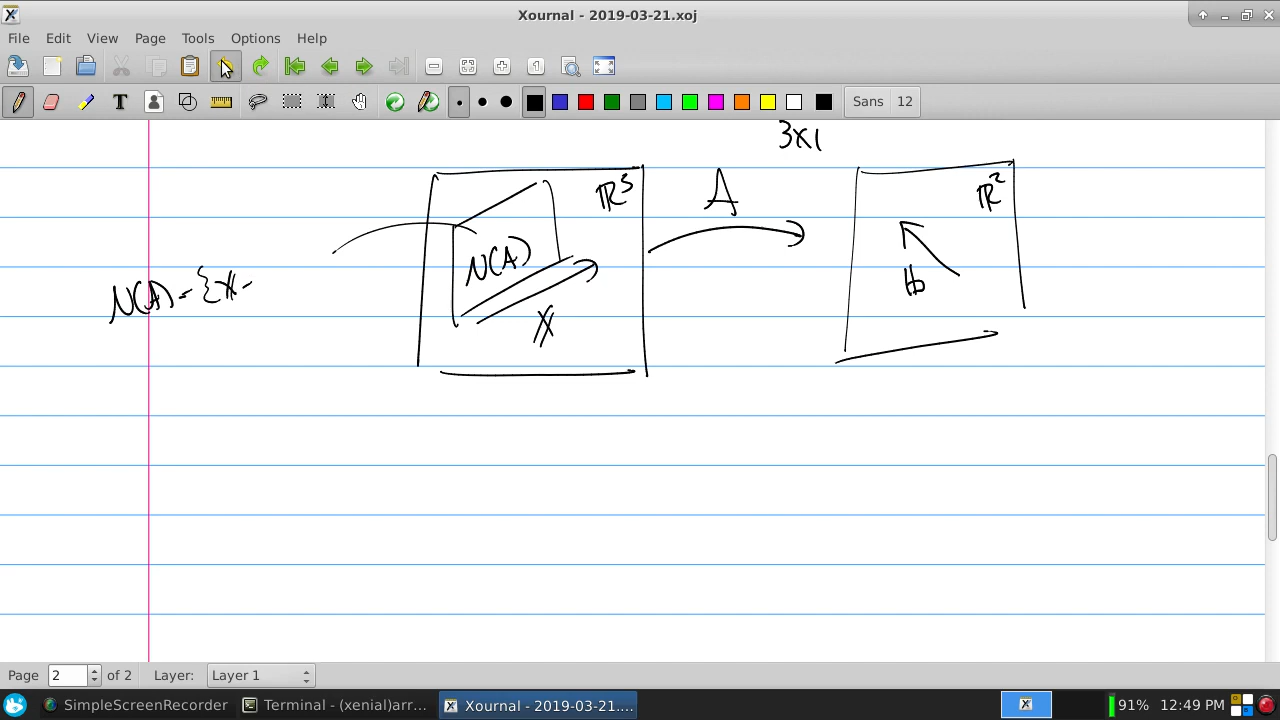 Xournal - 2019-03-21.xoj
File Edit View Page Tools Options Help
Sans 12
3x1
ℝ³
A
ℝ²
N(A)
N(A) = {x -
x
b
Page 2 of 2 Layer: Layer 1
SimpleScreenRecorder Terminal - (xenial)arr... Xournal - 2019-03-21.... 91% 12:49 PM